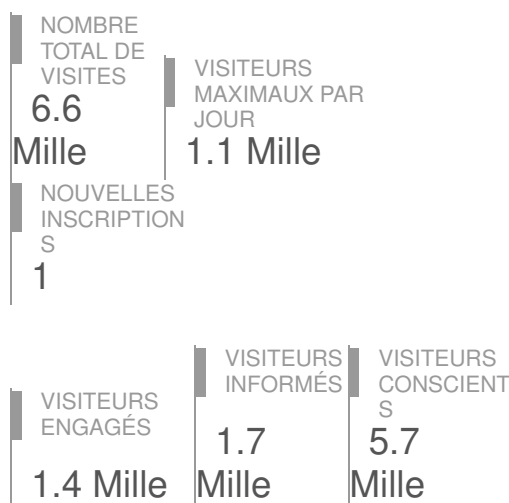 NOMBRE
TOTAL DE
VISITES
6.6
Mille
VISITEURS
MAXIMAUX PAR
JOUR
1.1 Mille
NOUVELLES
INSCRIPTION
S
1
VISITEURS
ENGAGÉS
1.4 Mille
VISITEURS
INFORMÉS
1.7
Mille
VISITEURS
CONSCIENT
S
5.7
Mille